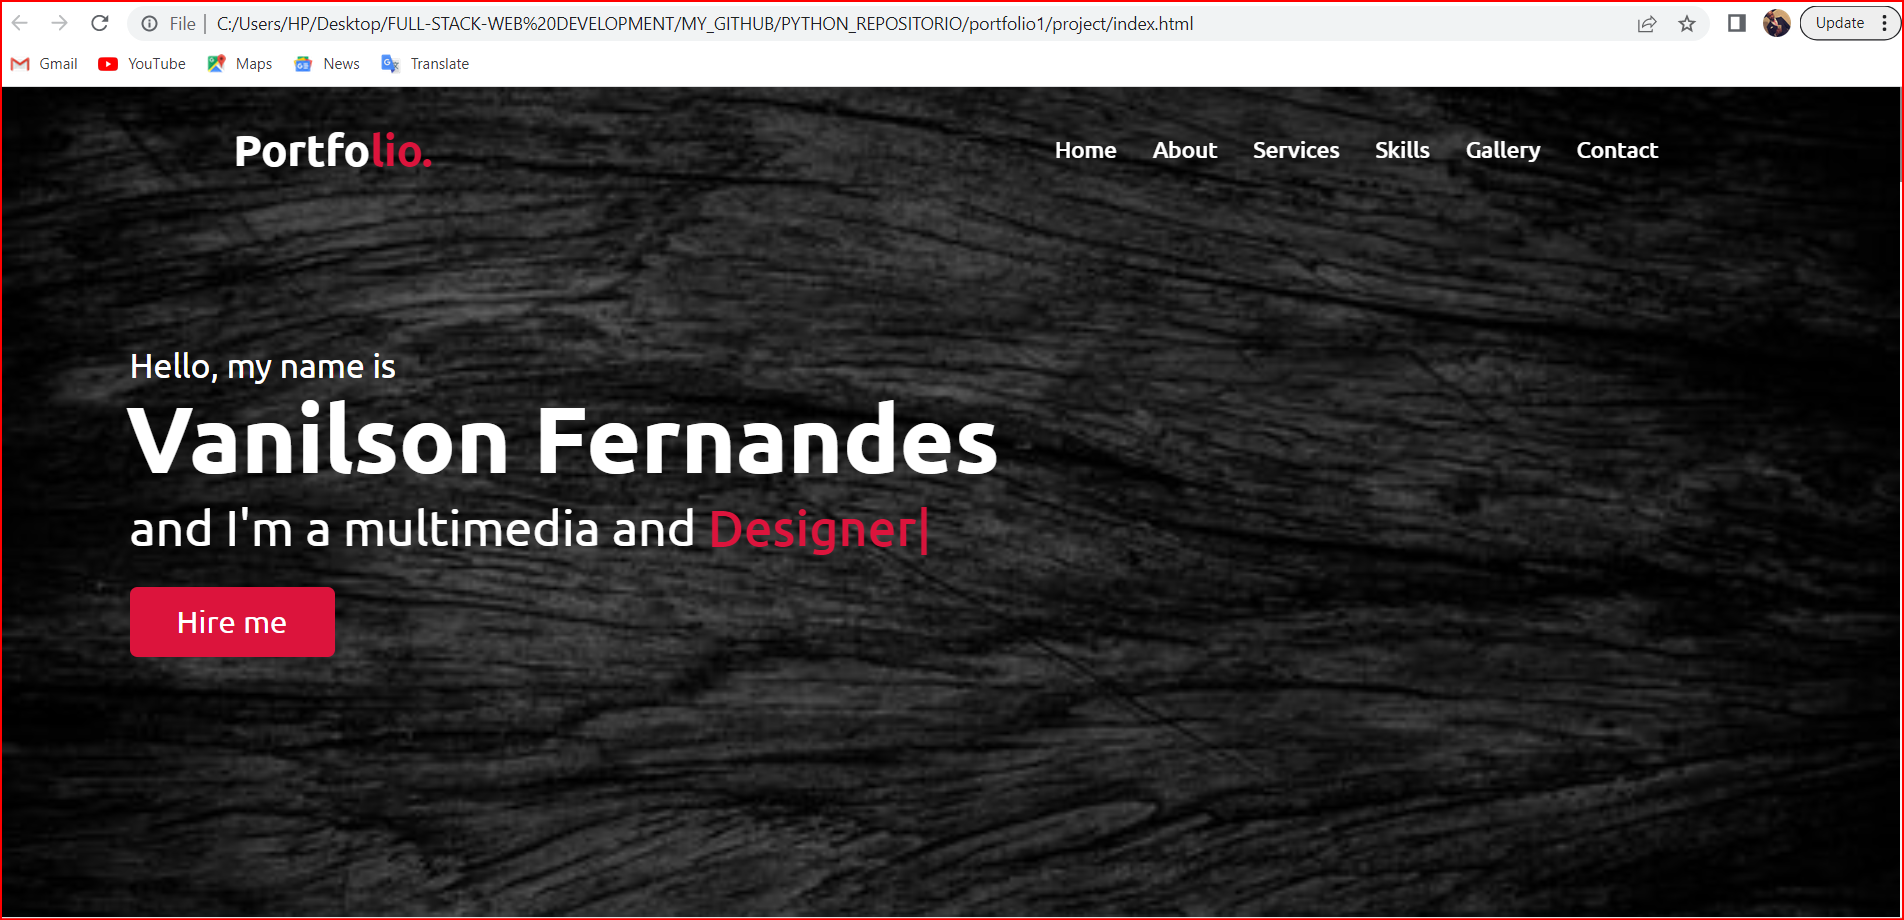 File | C:/Users/HP/Desktop/FULL-STACK-WEB%20DEVELOPMENT/MY_GITHUB/PYTHON_REPOSITORIO/portfolio1/project/index.html Update
Gmail YouTube Maps News Translate
Portfolio. Home About Services Skills Gallery Contact
Hello, my name is
Vanilson Fernandes
and I'm a multimedia and Designer|
Hire me